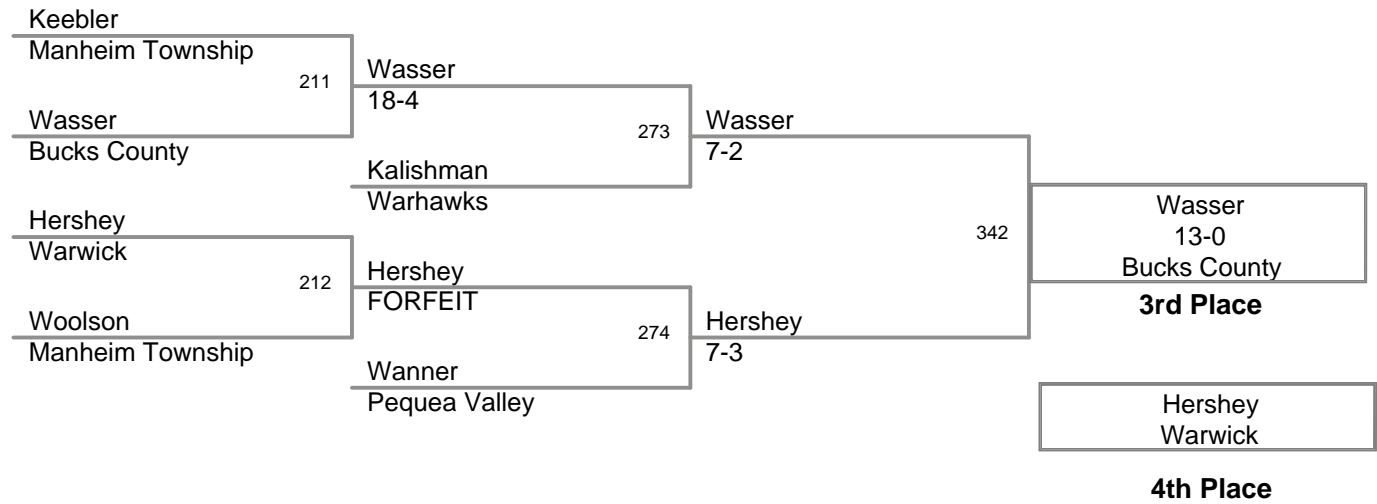 Keebler
Manheim Township
211
Wasser
18-4
Wasser
Bucks County
273
Wasser
7-2
Kalishman
Warhawks
Hershey
Warwick
342
Wasser
13-0
Bucks County
3rd Place
212
Hershey
FORFEIT
Woolson
Manheim Township
274
Hershey
7-3
Wanner
Pequea Valley
Hershey
Warwick
4th Place